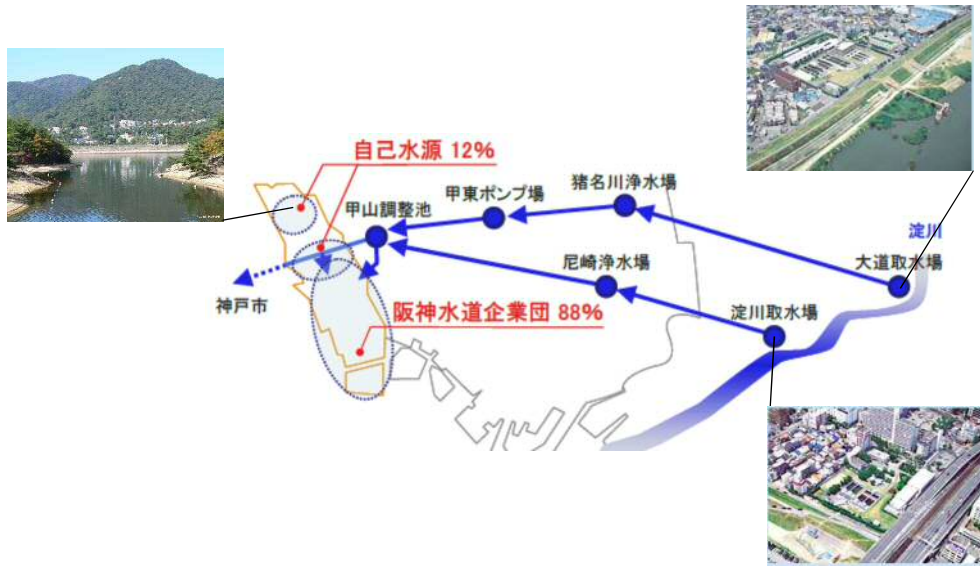 自己水源 12%
猪名川浄水場
甲東ポンプ場
甲山調整池
淀川
大道取水場
尼崎浄水場
神戸市
阪神水道企業団 88%
淀川取水場